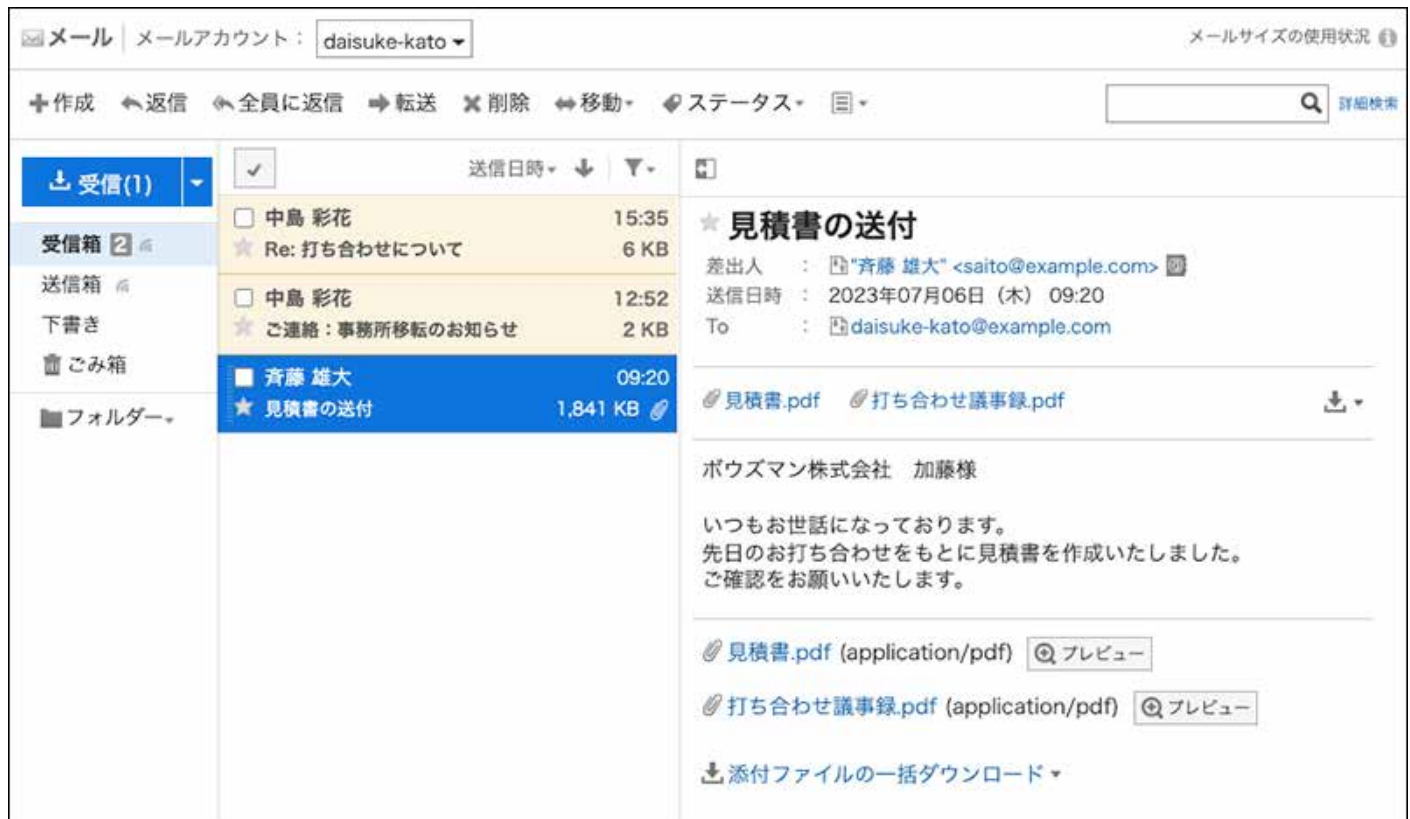 メール メールアカウント： daisuke-kato メールサイズの使用状況
作成 返信 全員に返信 転送 削除 移動 ステータス 詳細検索
受信(1)
受信箱 2
送信箱
下書き
ごみ箱
フォルダー
送信日時
中島 彩花 15:35
Re: 打ち合わせについて 6 KB
中島 彩花 12:52
ご連絡：事務所移転のお知らせ 2 KB
斉藤 雄大 09:20
見積書の送付 1,841 KB
見積書の送付
差出人 ： "斉藤 雄大" <saito@example.com>
送信日時 ： 2023年07月06日（木） 09:20
To ： daisuke-kato@example.com
見積書.pdf 打ち合わせ議事録.pdf
ボウズマン株式会社　加藤様
いつもお世話になっております。
先日のお打ち合わせをもとに見積書を作成いたしました。
ご確認をお願いいたします。
見積書.pdf (application/pdf) プレビュー
打ち合わせ議事録.pdf (application/pdf) プレビュー
添付ファイルの一括ダウンロード